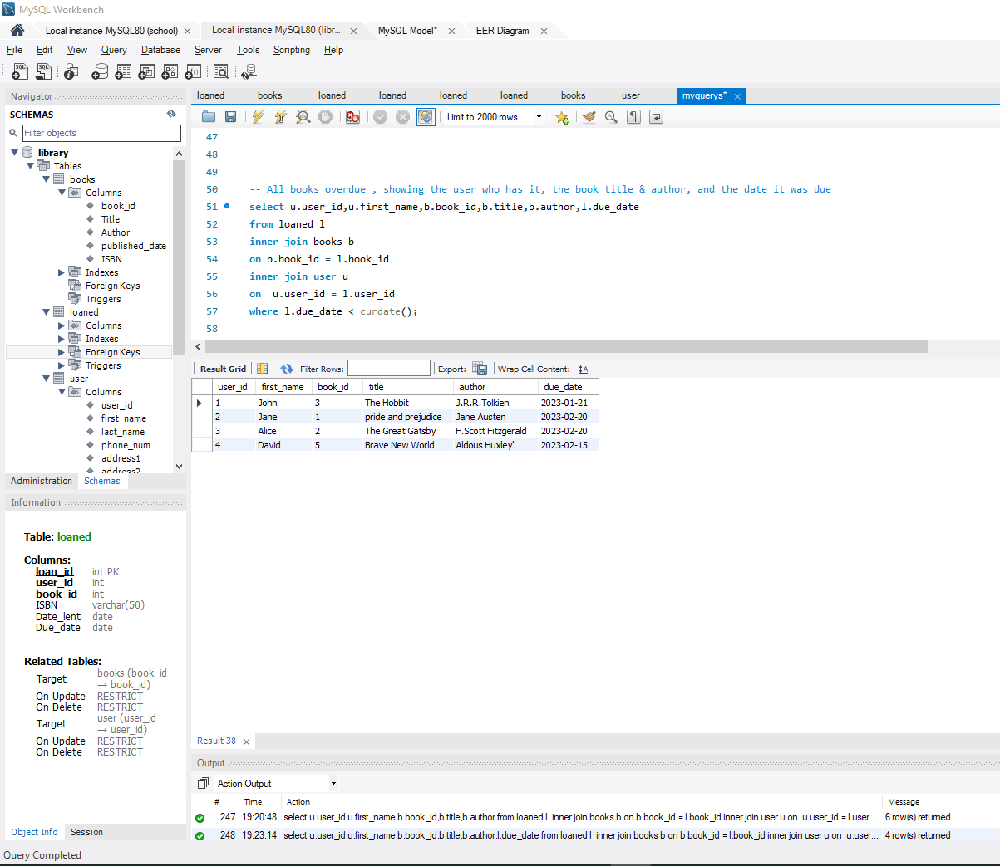 MySQL Workbench
Local instance MySQL80 (school) Local instance MySQL80 (libr... MySQL Model* EER Diagram
File Edit View Query Database Server Tools Scripting Help
Navigator
SCHEMAS
Filter objects
library
Tables
books
Columns
book_id
Title
Author
published_date
ISBN
Indexes
Foreign Keys
Triggers
loaned
Columns
Indexes
Foreign Keys
Triggers
user
Columns
user_id
first_name
last_name
phone_num
address1
address2
Administration Schemas
Information
Table: loaned
Columns:
loan_id int PK
user_id int
book_id int
ISBN varchar(50)
Date_lent date
Due_date date
Related Tables:
Target books (book_id
→ book_id)
On Update RESTRICT
On Delete RESTRICT
Target user (user_id
→ user_id)
On Update RESTRICT
On Delete RESTRICT
Object Info Session
loaned books loaned loaned loaned loaned books user myquerys*
Limit to 2000 rows
47
48
49
50 -- All books overdue , showing the user who has it, the book title & author, and the date it was due
51 select u.user_id,u.first_name,b.book_id,b.title,b.author,l.due_date
52 from loaned l
53 inner join books b
54 on b.book_id = l.book_id
55 inner join user u
56 on  u.user_id = l.user_id
57 where l.due_date < curdate();
58
Result Grid Filter Rows: Export: Wrap Cell Content:
user_id first_name book_id title author due_date
1 John 3 The Hobbit J.R.R.Tolkien 2023-01-21
2 Jane 1 pride and prejudice Jane Austen 2023-02-20
3 Alice 2 The Great Gatsby F.Scott Fitzgerald 2023-02-20
4 David 5 Brave New World Aldous Huxley' 2023-02-15
Result 38
Output
Action Output
# Time Action Message
247 19:20:48 select u.user_id,u.first_name,b.book_id,b.title,b.author from loaned l  inner join books b on b.book_id = l.book_id inner join user u on  u.user_id = l.user... 6 row(s) returned
248 19:23:14 select u.user_id,u.first_name,b.book_id,b.title,b.author,l.due_date from loaned l  inner join books b on b.book_id = l.book_id inner join user u on  u.user... 4 row(s) returned
Query Completed